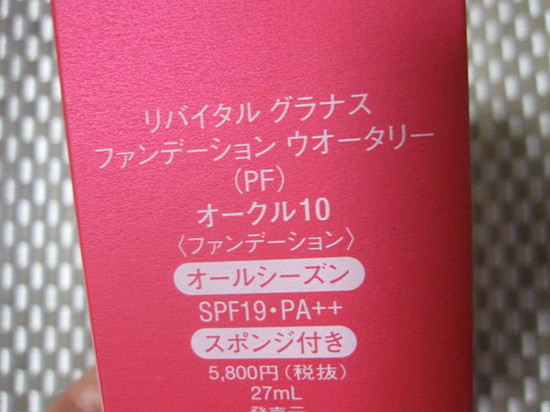 リバイタル グラナス
ファンデーション ウオータリー
(PF)
オークル10
〈ファンデーション〉
オールシーズン
SPF19・PA++
スポンジ付き
5,800円(税抜)
27mL
発売元